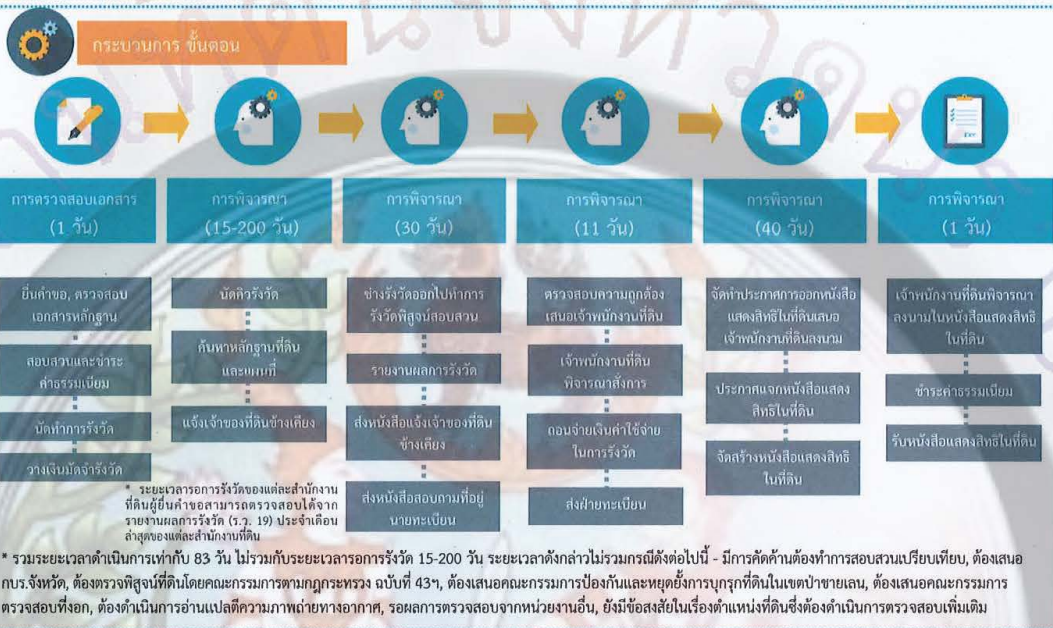 กระบวนการ ขั้นตอน
การตรวจสอบเอกสาร
(1 วัน)
ยื่นคำขอ, ตรวจสอบ
เอกสารหลักฐาน
สอบสวนและชำระ
ค่าธรรมเนียม
นัดทำการรังวัด
วางเงินมัดจำรังวัด
การพิจารณา
(15-200 วัน)
นัดคิวรังวัด
ค้นหาหลักฐานที่ดิน
และแผนที่
แจ้งเจ้าของที่ดินข้างเคียง
* ระยะเวลารอการรังวัดของแต่ละสำนักงาน
ที่ดินผู้ยื่นคำขอสามารถตรวจสอบได้จาก
รายงานผลการรังวัด (ร.ว. 19) ประจำเดือน
ล่าสุดของแต่ละสำนักงานที่ดิน
การพิจารณา
(30 วัน)
ช่างรังวัดออกไปทำการ
รังวัดพิสูจน์สอบสวน
รายงานผลการรังวัด
ส่งหนังสือแจ้งเจ้าของที่ดิน
ข้างเคียง
ส่งหนังสือสอบถามที่อยู่
นายทะเบียน
การพิจารณา
(11 วัน)
ตรวจสอบความถูกต้อง
เสนอเจ้าพนักงานที่ดิน
เจ้าพนักงานที่ดิน
พิจารณาสั่งการ
ถอนจ่ายเงินค่าใช้จ่าย
ในการรังวัด
ส่งฝ่ายทะเบียน
การพิจารณา
(40 วัน)
จัดทำประกาศการออกหนังสือ
แสดงสิทธิในที่ดินเสนอ
เจ้าพนักงานที่ดินลงนาม
ประกาศแจกหนังสือแสดง
สิทธิในที่ดิน
จัดสร้างหนังสือแสดงสิทธิ
ในที่ดิน
การพิจารณา
(1 วัน)
เจ้าพนักงานที่ดินพิจารณา
ลงนามในหนังสือแสดงสิทธิ
ในที่ดิน
ชำระค่าธรรมเนียม
รับหนังสือแสดงสิทธิในที่ดิน
* รวมระยะเวลาดำเนินการเท่ากับ 83 วัน ไม่รวมกับระยะเวลารอการรังวัด 15-200 วัน ระยะเวลาดังกล่าวไม่รวมกรณีดังต่อไปนี้ - มีการคัดค้านต้องทำการสอบสวนเปรียบเทียบ, ต้องเสนอ
กบร.จังหวัด, ต้องตรวจพิสูจน์ที่ดินโดยคณะกรรมการตามกฎกระทรวง ฉบับที่ 43ฯ, ต้องเสนอคณะกรรมการป้องกันและหยุดยั้งการบุกรุกที่ดินในเขตป่าชายเลน, ต้องเสนอคณะกรรมการ
ตรวจสอบที่งอก, ต้องดำเนินการอ่านแปลตีความภาพถ่ายทางอากาศ, รอผลการตรวจสอบจากหน่วยงานอื่น, ยังมีข้อสงสัยในเรื่องตำแหน่งที่ดินซึ่งต้องดำเนินการตรวจสอบเพิ่มเติม